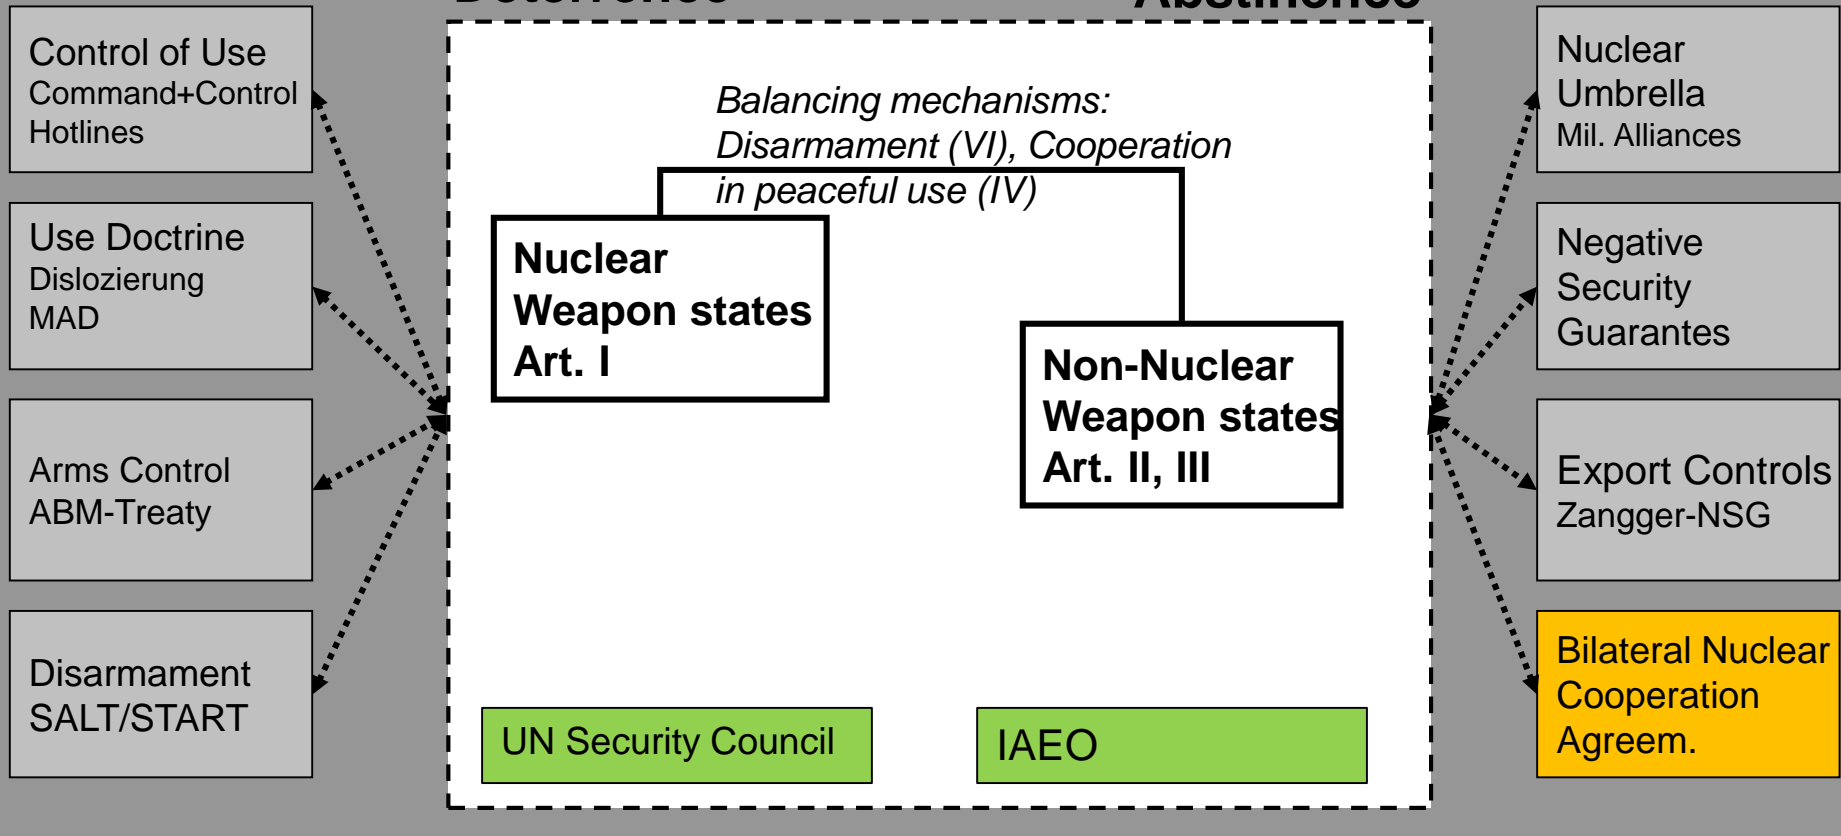 Deterrence
Abstinence
Control of Use
Command+Control
Hotlines
Use Doctrine
Dislozierung
MAD
Arms Control
ABM-Treaty
Disarmament
SALT/START
Balancing mechanisms:
Disarmament (VI), Cooperation
in peaceful use (IV)
Nuclear
Weapon states
Art. I
Non-Nuclear
Weapon states
Art. II, III
UN Security Council
IAEO
Nuclear
Umbrella
Mil. Alliances
Negative
Security
Guarantes
Export Controls
Zangger-NSG
Bilateral Nuclear
Cooperation
Agreem.